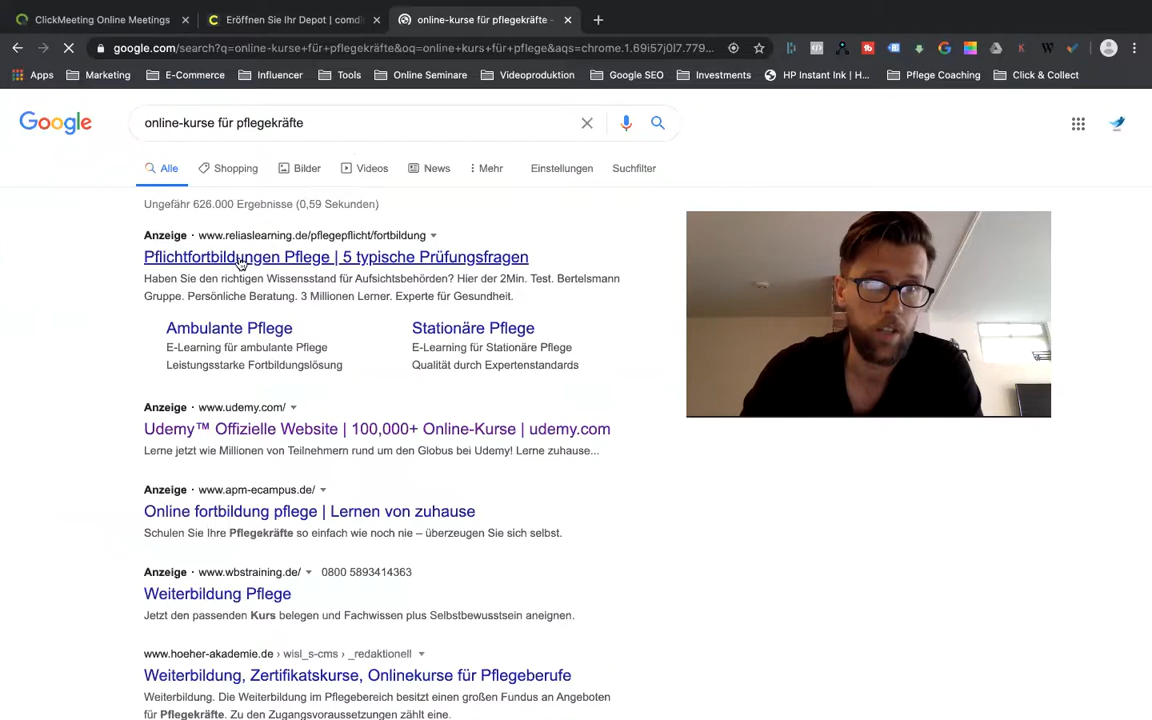 ClickMeeting Online Meetings
Eröffnen Sie Ihr Depot | comdi
online-kurse für pflegekräfte -
google.com/search?q=online-kurse+für+pflegekräfte&oq=online+kurs+für+pflege&aqs=chrome.1.69i57j0l7.779...
Apps Marketing E-Commerce Influencer Tools Online Seminare Videoproduktion Google SEO Investments HP Instant Ink | H... Pflege Coaching Click & Collect
Google
online-kurse für pflegekräfte
Alle Shopping Bilder Videos News Mehr Einstellungen Suchfilter
Ungefähr 626.000 Ergebnisse (0,59 Sekunden)
Anzeige · www.reliaslearning.de/pflegepflicht/fortbildung
Pflichtfortbildungen Pflege | 5 typische Prüfungsfragen
Haben Sie den richtigen Wissensstand für Aufsichtsbehörden? Hier der 2Min. Test. Bertelsmann
Gruppe. Persönliche Beratung. 3 Millionen Lerner. Experte für Gesundheit.
Ambulante Pflege
E-Learning für ambulante Pflege
Leistungsstarke Fortbildungslösung
Stationäre Pflege
E-Learning für Stationäre Pflege
Qualität durch Expertenstandards
Anzeige · www.udemy.com/
Udemy™ Offizielle Website | 100,000+ Online-Kurse | udemy.com
Lerne jetzt wie Millionen von Teilnehmern rund um den Globus bei Udemy! Lerne zuhause...
Anzeige · www.apm-ecampus.de/
Online fortbildung pflege | Lernen von zuhause
Schulen Sie Ihre Pflegekräfte so einfach wie noch nie – überzeugen Sie sich selbst.
Anzeige · www.wbstraining.de/ 0800 5893414363
Weiterbildung Pflege
Jetzt den passenden Kurs belegen und Fachwissen plus Selbstbewusstsein aneignen.
www.hoeher-akademie.de › wisl_s-cms › _redaktionell
Weiterbildung, Zertifikatskurse, Onlinekurse für Pflegeberufe
Weiterbildung. Die Weiterbildung im Pflegebereich besitzt einen großen Fundus an Angeboten
für Pflegekräfte. Zu den Zugangsvoraussetzungen zählt eine.